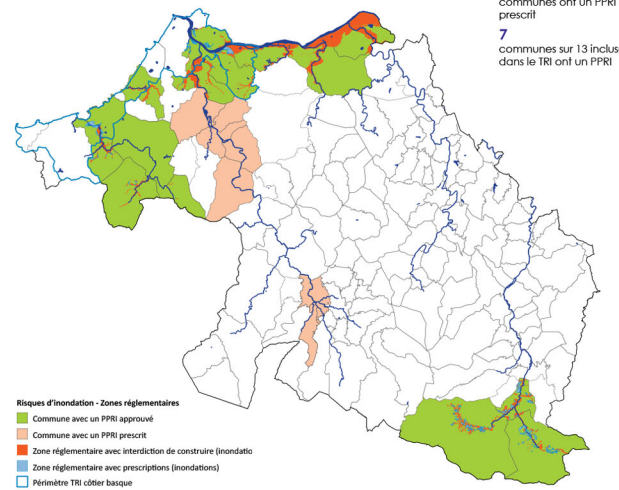 communes ont un PPRI
prescrit
7
communes sur 13 incluse
dans le TRI ont un PPRI
Risques d'inondation - Zones réglementaires
Commune avec un PPRI approuvé
Commune avec un PPRI prescrit
Zone réglementaire avec interdiction de construire (inondatio
Zone réglementaire avec prescriptions (inondations)
Périmètre TRI côtier basque